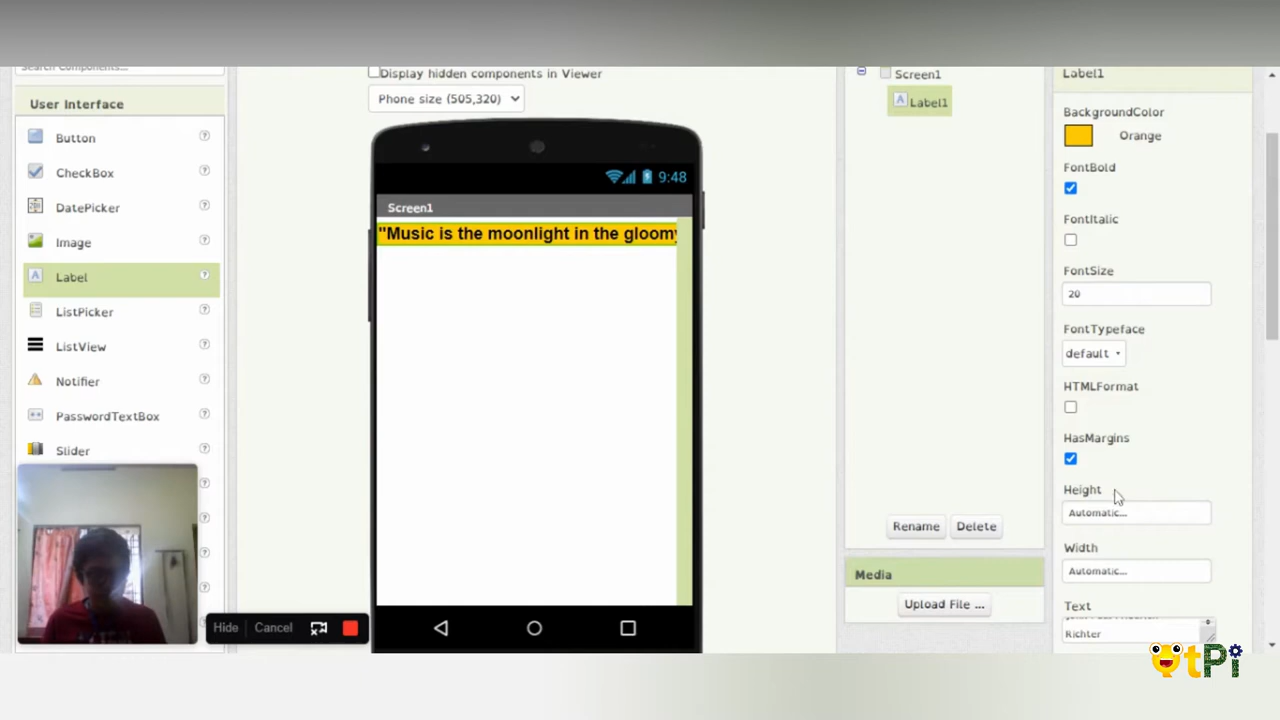 Search Components...
User Interface
Button
?
CheckBox
?
DatePicker
?
Image
?
A
Label
?
ListPicker
?
ListView
?
Notifier
?
PasswordTextBox
?
Slider
?
?
?
?
?
Hide
Cancel
Display hidden components in Viewer
Phone size (505,320)
9:48
Screen1
"Music is the moonlight in the gloomy
Screen1
A
Label1
Rename
Delete
Media
Upload File ...
Label1
BackgroundColor
Orange
FontBold
FontItalic
FontSize
20
FontTypeface
default
HTMLFormat
HasMargins
Height
Automatic...
Width
Automatic...
Text
Richter
tPi